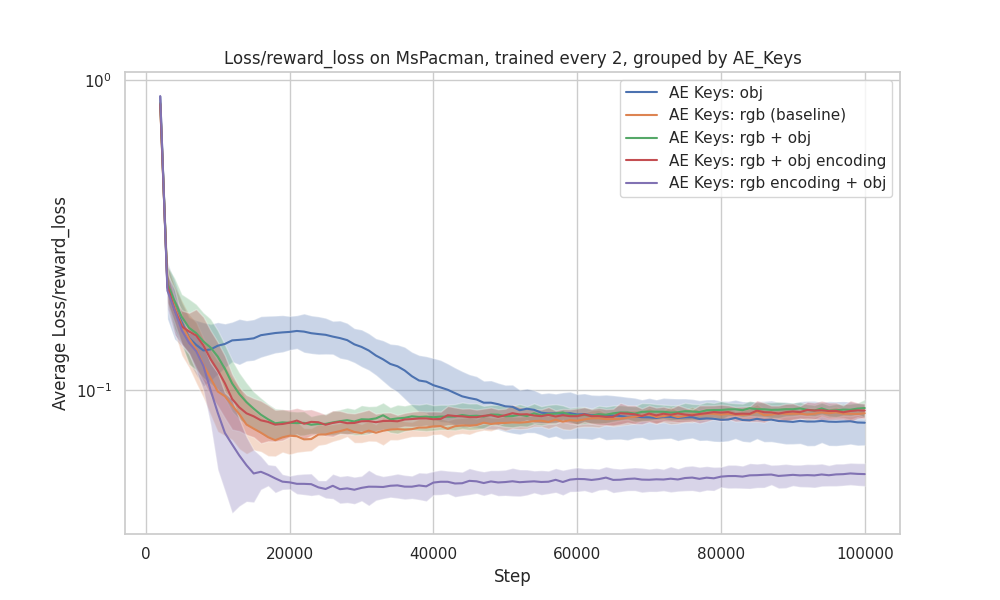 Loss/reward_loss on MsPacman, trained every 2, grouped by AE_Keys
10⁰
10⁻¹
Average Loss/reward_loss
AE Keys: obj
AE Keys: rgb (baseline)
AE Keys: rgb + obj
AE Keys: rgb + obj encoding
AE Keys: rgb encoding + obj
0 20000 40000 60000 80000 100000
Step